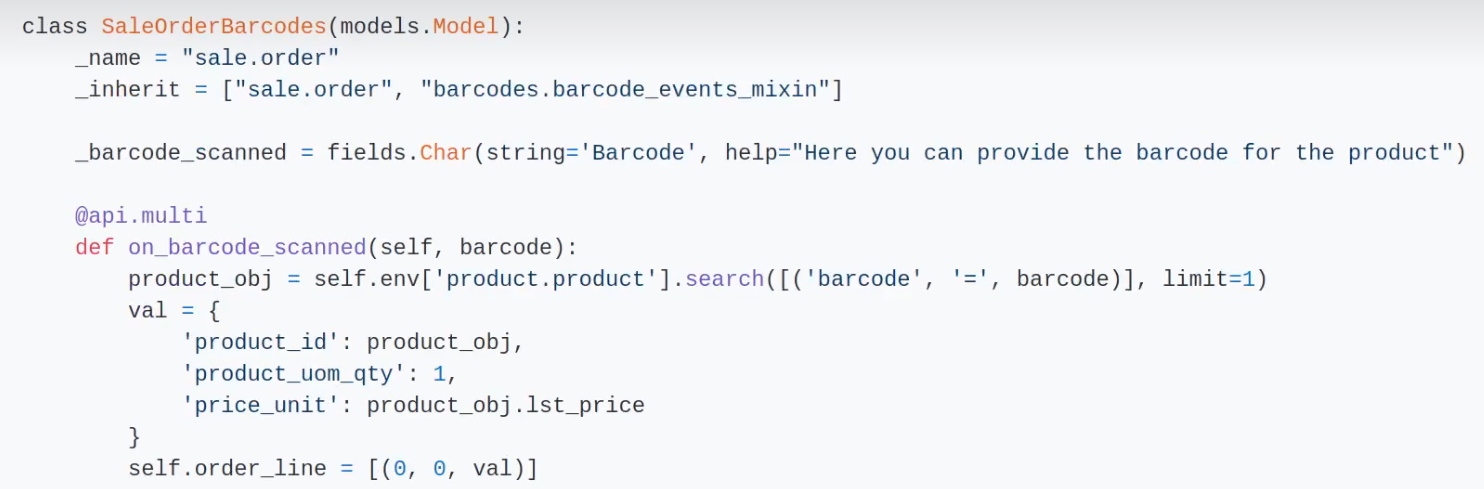 class SaleOrderBarcodes(models.Model):
    _name = "sale.order"
    _inherit = ["sale.order", "barcodes.barcode_events_mixin"]

    _barcode_scanned = fields.Char(string='Barcode', help="Here you can provide the barcode for the product")

    @api.multi
    def on_barcode_scanned(self, barcode):
        product_obj = self.env['product.product'].search([('barcode', '=', barcode)], limit=1)
        val = {
            'product_id': product_obj,
            'product_uom_qty': 1,
            'price_unit': product_obj.lst_price
        }
        self.order_line = [(0, 0, val)]